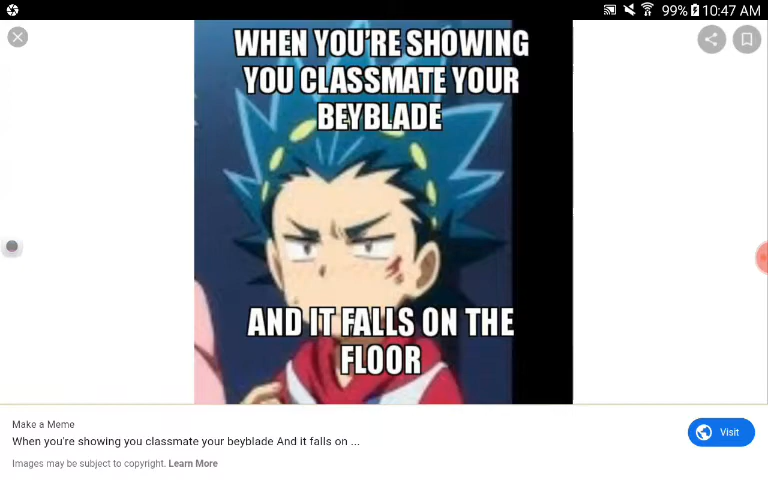 99% 10:47 AM
WHEN YOU'RE SHOWING
YOU CLASSMATE YOUR
BEYBLADE
AND IT FALLS ON THE
FLOOR
Make a Meme
When you're showing you classmate your beyblade And it falls on ...
Visit
Images may be subject to copyright. Learn More